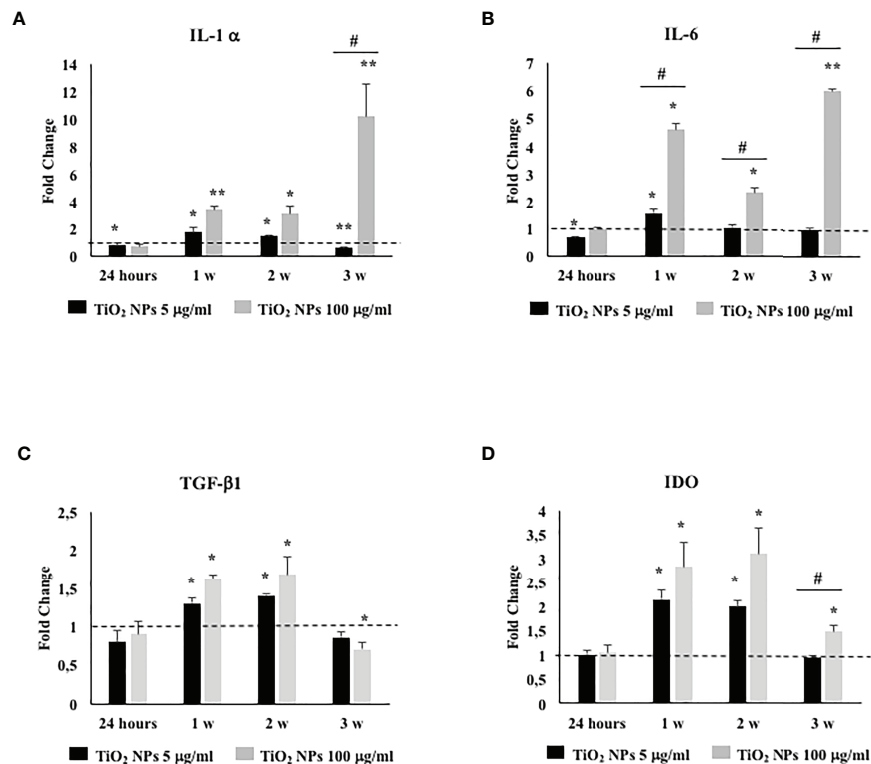 A
IL-1 α
Fold Change
14
12
10
8
6
4
2
0
*
* **
* *
**
#
**
24 hours 1 w 2 w 3 w
TiO₂ NPs 5 µg/ml TiO₂ NPs 100 µg/ml
B
IL-6
Fold Change
7
6
5
4
3
2
1
0
*
#
* *
#
*
#
**
24 hours 1 w 2 w 3 w
TiO₂ NPs 5 µg/ml TiO₂ NPs 100 µg/ml
C
TGF-β1
Fold Change
2,5
2
1,5
1
0,5
0
* *
* *
*
24 hours 1 w 2 w 3 w
TiO₂ NPs 5 µg/ml TiO₂ NPs 100 µg/ml
D
IDO
Fold Change
4
3,5
3
2,5
2
1,5
1
0,5
0
* *
* *
#
*
24 hours 1 w 2 w 3 w
TiO₂ NPs 5 µg/ml TiO₂ NPs 100 µg/ml